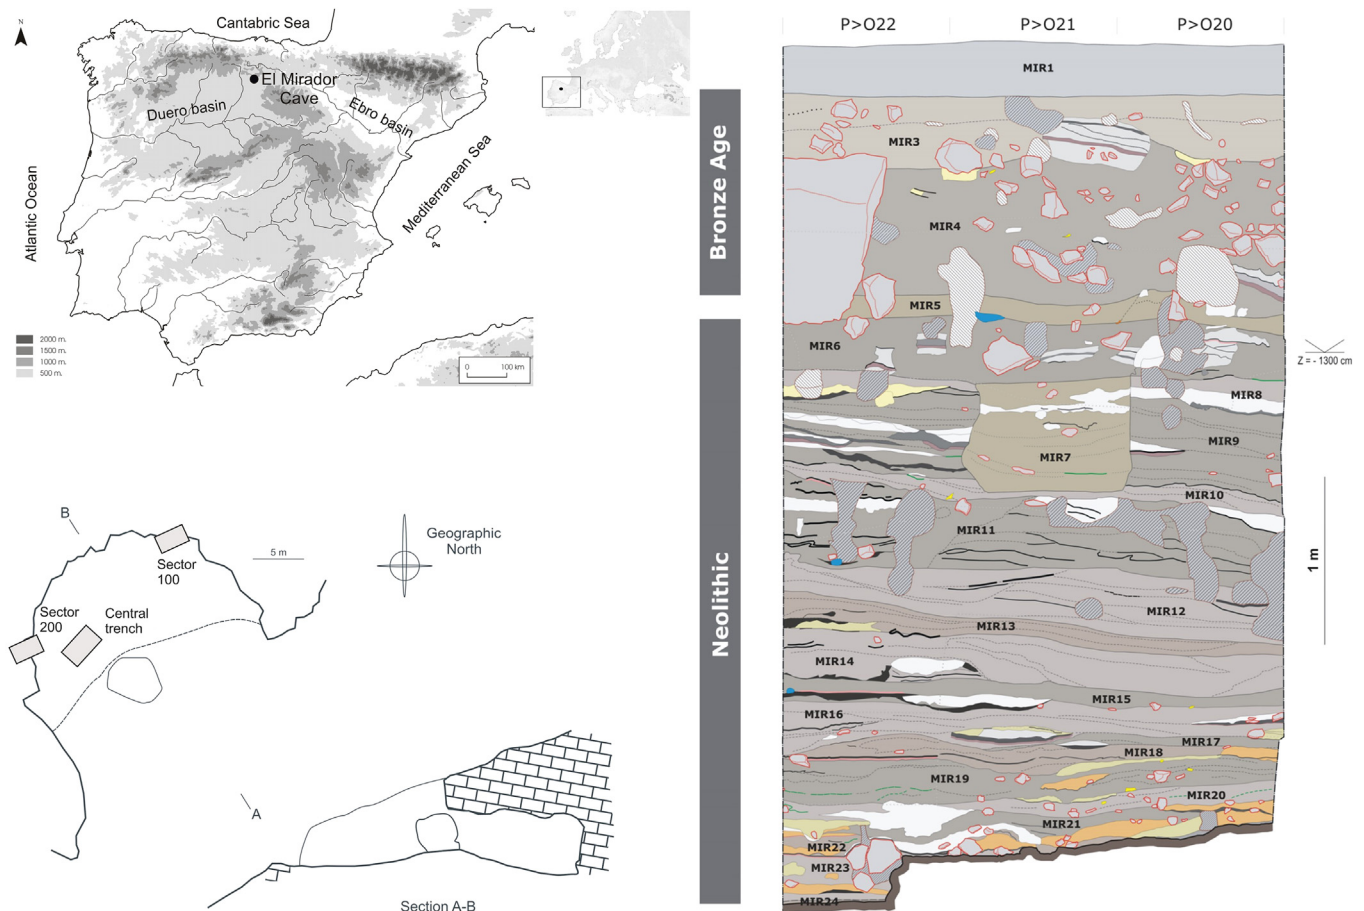 Cantabric Sea
N
El Mirador
Cave
Duero basin
Ebro basin
Mediterranean Sea
Atlantic Ocean
2000 m.
1500 m.
1000 m.
500 m.
0 100 km
B
Sector
100
5 m
Geographic
North
Sector
200
Central
trench
A
Section A-B
P>O22 P>O21 P>O20
Bronze Age
Neolithic
MIR1
MIR3
MIR4
MIR5
MIR6
Z = - 1300 cm
MIR8
MIR9
MIR7
MIR10
MIR11
1 m
MIR12
MIR13
MIR14
MIR15
MIR16
MIR17
MIR18
MIR19
MIR20
MIR21
MIR22
MIR23
MIR24